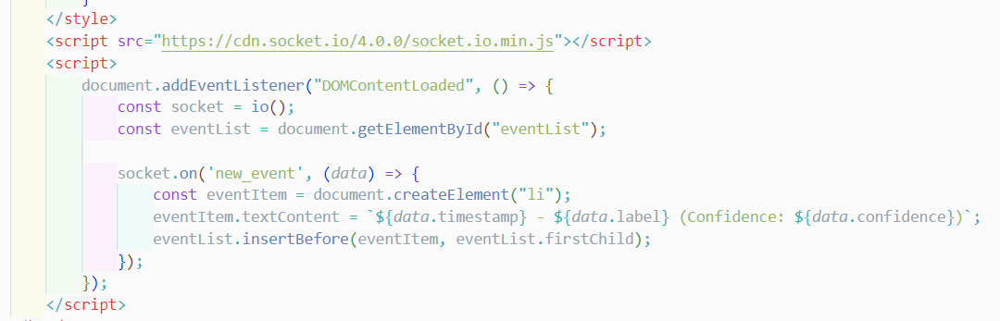 }
</style>
<script src="https://cdn.socket.io/4.0.0/socket.io.min.js"></script>
<script>
document.addEventListener("DOMContentLoaded", () => {
const socket = io();
const eventList = document.getElementById("eventList");
socket.on('new_event', (data) => {
const eventItem = document.createElement("li");
eventItem.textContent = `${data.timestamp} - ${data.label} (Confidence: ${data.confidence})`;
eventList.insertBefore(eventItem, eventList.firstChild);
});
});
</script>